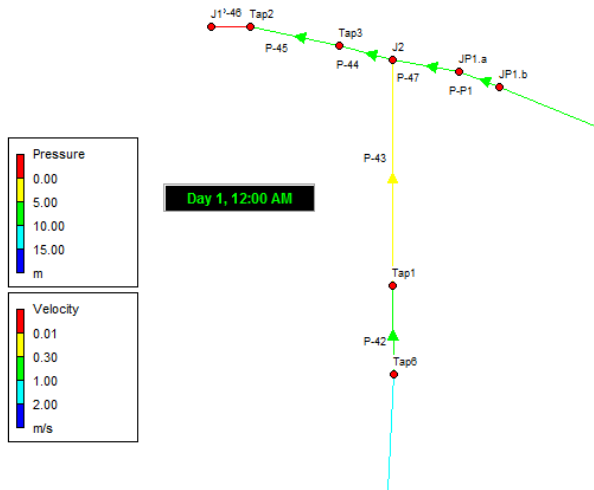 J1'-46 Tap2
Tap3
J2
JP1.a
JP1.b
P-45
P-44
P-47
P-P1
P-43
Pressure
0.00
5.00
10.00
15.00
m
Day 1, 12:00 AM
Tap1
Velocity
0.01
0.30
1.00
2.00
m/s
P-42
Tap6